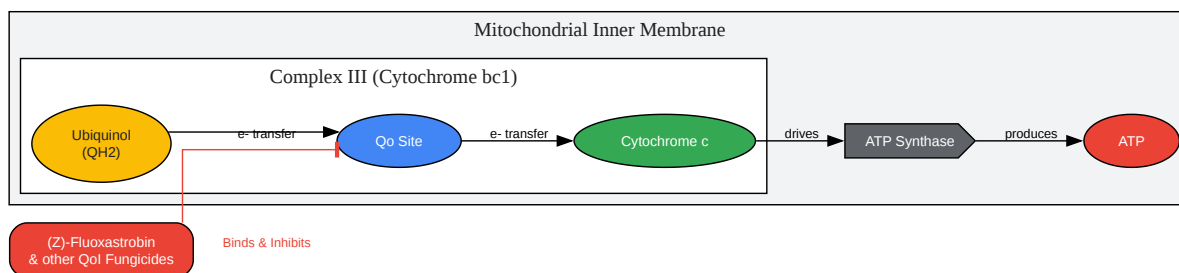 Mitochondrial Inner Membrane
Complex III (Cytochrome bc1)
Ubiquinol
(QH2)
e- transfer
Qo Site
e- transfer
Cytochrome c
drives
ATP Synthase
produces
ATP
(Z)-Fluoxastrobin
& other QoI Fungicides
Binds & Inhibits